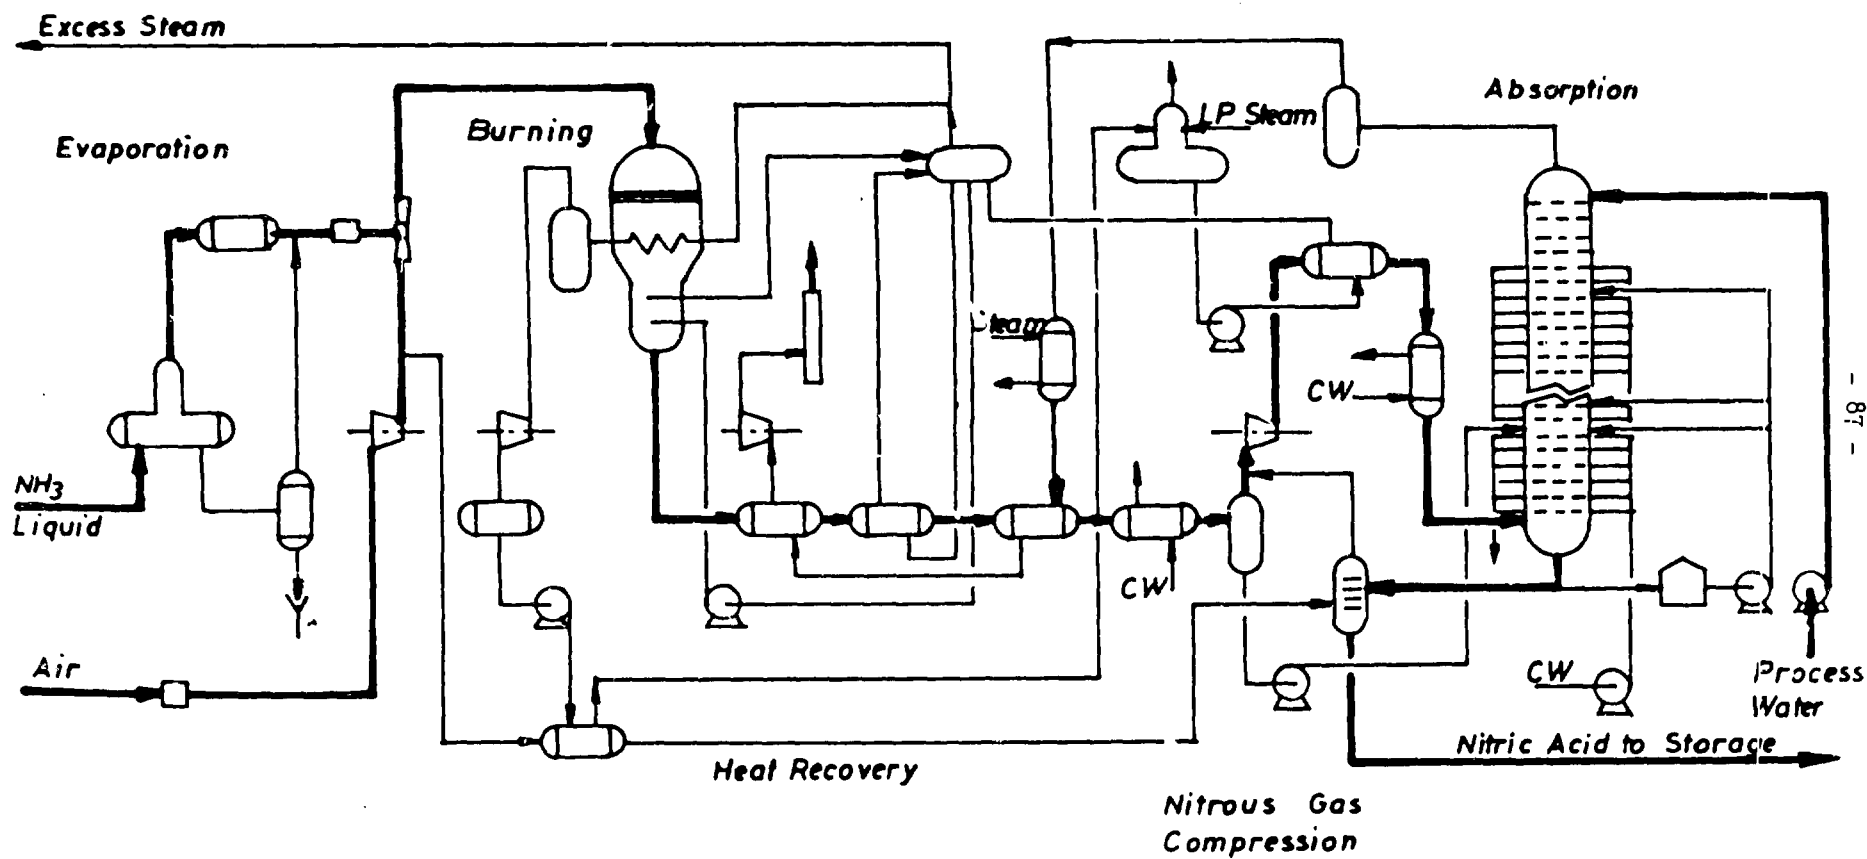 Excess Steam
Absorption
LP Steam
Burning
Evaporation
Steam
CW
NH3
Liquid
CW
Air
CW
Process
Water
Nitric Acid to Storage
Heat Recovery
Nitrous Gas
Compression
- 87 -